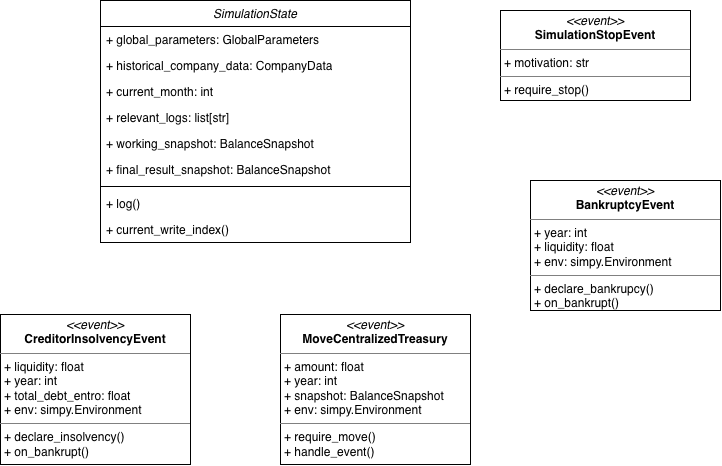 SimulationState
+ global_parameters: GlobalParameters
+ historical_company_data: CompanyData
+ current_month: int
+ relevant_logs: list[str]
+ working_snapshot: BalanceSnapshot
+ final_result_snapshot: BalanceSnapshot
+ log()
+ current_write_index()
<<event>>
SimulationStopEvent
+ motivation: str
+ require_stop()
<<event>>
BankruptcyEvent
+ year: int
+ liquidity: float
+ env: simpy.Environment
+ declare_bankrupcy()
+ on_bankrupt()
<<event>>
CreditorInsolvencyEvent
+ liquidity: float
+ year: int
+ total_debt_entro: float
+ env: simpy.Environment
+ declare_insolvency()
+ on_bankrupt()
<<event>>
MoveCentralizedTreasury
+ amount: float
+ year: int
+ snapshot: BalanceSnapshot
+ env: simpy.Environment
+ require_move()
+ handle_event()